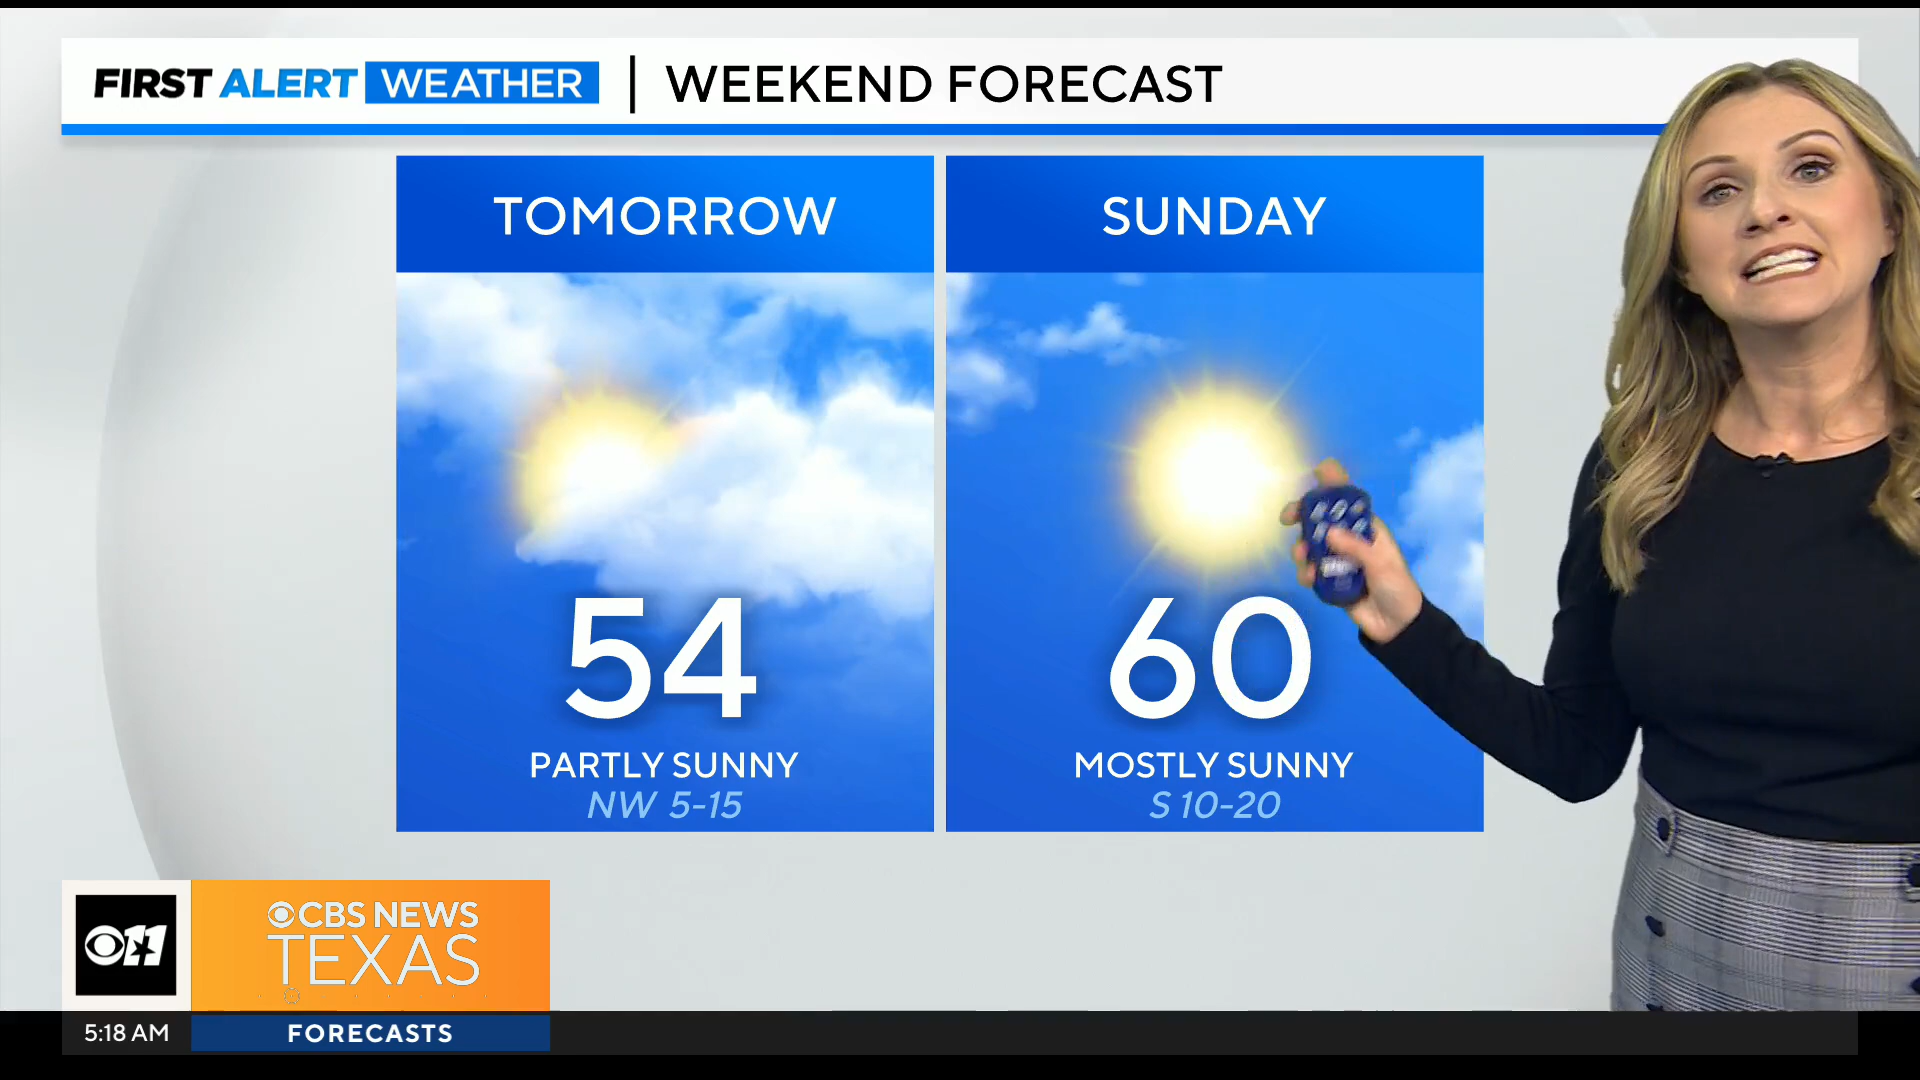 FIRST ALERT WEATHER | WEEKEND FORECAST
TOMORROW
54
PARTLY SUNNY
NW 5-15
SUNDAY
60
MOSTLY SUNNY
S 10-20
11
CBS NEWS
TEXAS
5:18 AM
FORECASTS